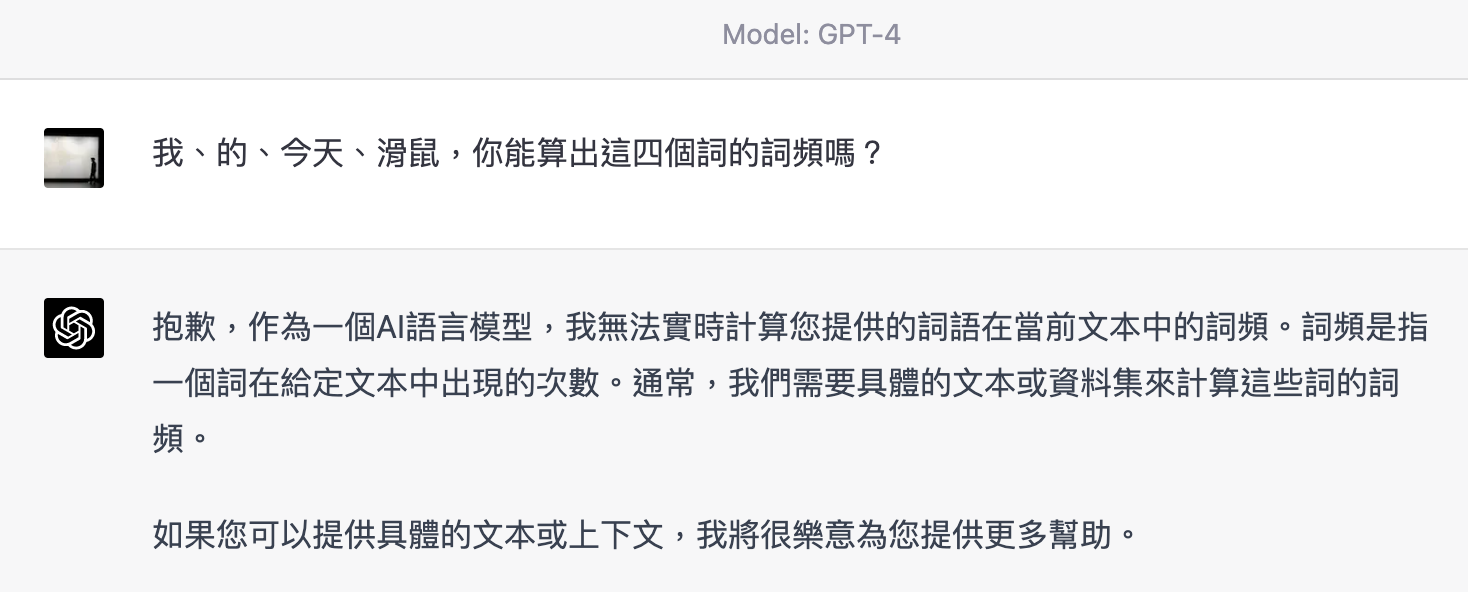 Model: GPT-4
我、的、今天、滑鼠，你能算出這四個詞的詞頻嗎？
抱歉，作為一個AI語言模型，我無法實時計算您提供的詞語在當前文本中的詞頻。詞頻是指
一個詞在給定文本中出現的次數。通常，我們需要具體的文本或資料集來計算這些詞的詞
頻。
如果您可以提供具體的文本或上下文，我將很樂意為您提供更多幫助。